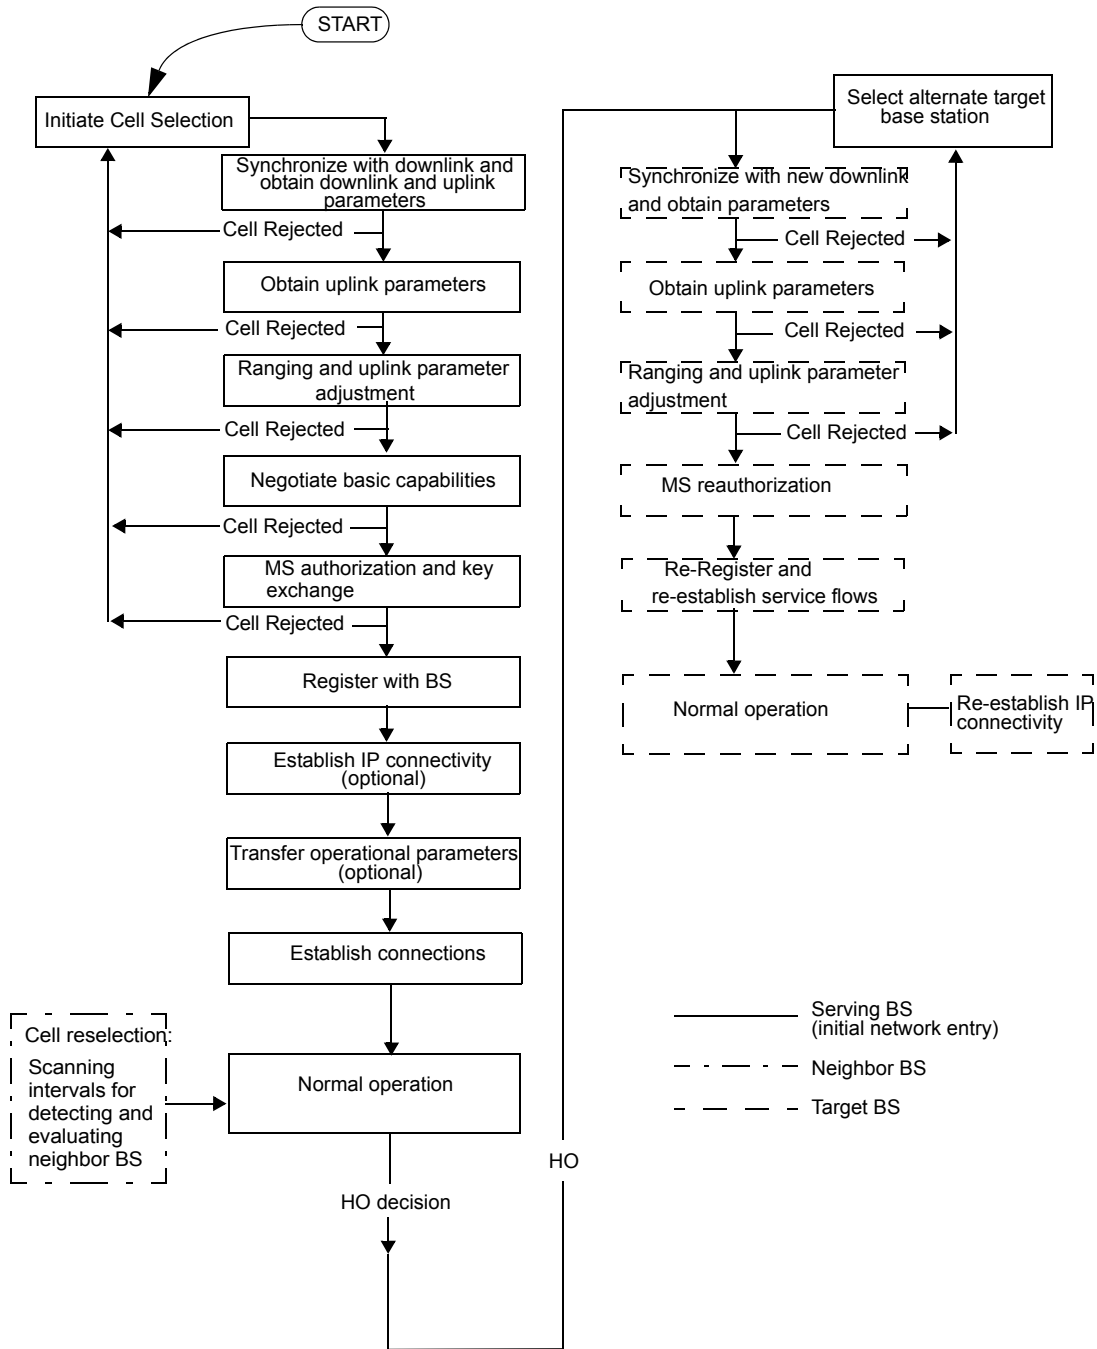 START
Initiate Cell Selection
Synchronize with downlink and
obtain downlink and uplink
parameters
Cell Rejected
Obtain uplink parameters
Cell Rejected
Ranging and uplink parameter
adjustment
Cell Rejected
Negotiate basic capabilities
Cell Rejected
MS authorization and key
exchange
Cell Rejected
Register with BS
Establish IP connectivity
(optional)
Transfer operational parameters
(optional)
Establish connections
Cell reselection:
Scanning
intervals for
detecting and
evaluating
neighbor BS
Normal operation
HO decision
HO
Select alternate target
base station
Synchronize with new downlink
and obtain parameters
Cell Rejected
Obtain uplink parameters
Cell Rejected
Ranging and uplink parameter
adjustment
Cell Rejected
MS reauthorization
Re-Register and
re-establish service flows
Normal operation
Re-establish IP
connectivity
Serving BS
(initial network entry)
Neighbor BS
Target BS